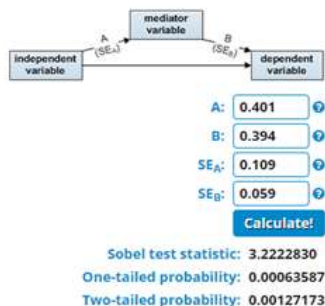 mediator
variable
A
(SEA)
B
(SEB)
independent
variable
dependent
variable
A: 0.401
B: 0.394
SEA: 0.109
SEB: 0.059
Calculate!
Sobel test statistic: 3.2222830
One-tailed probability: 0.00063587
Two-tailed probability: 0.00127173